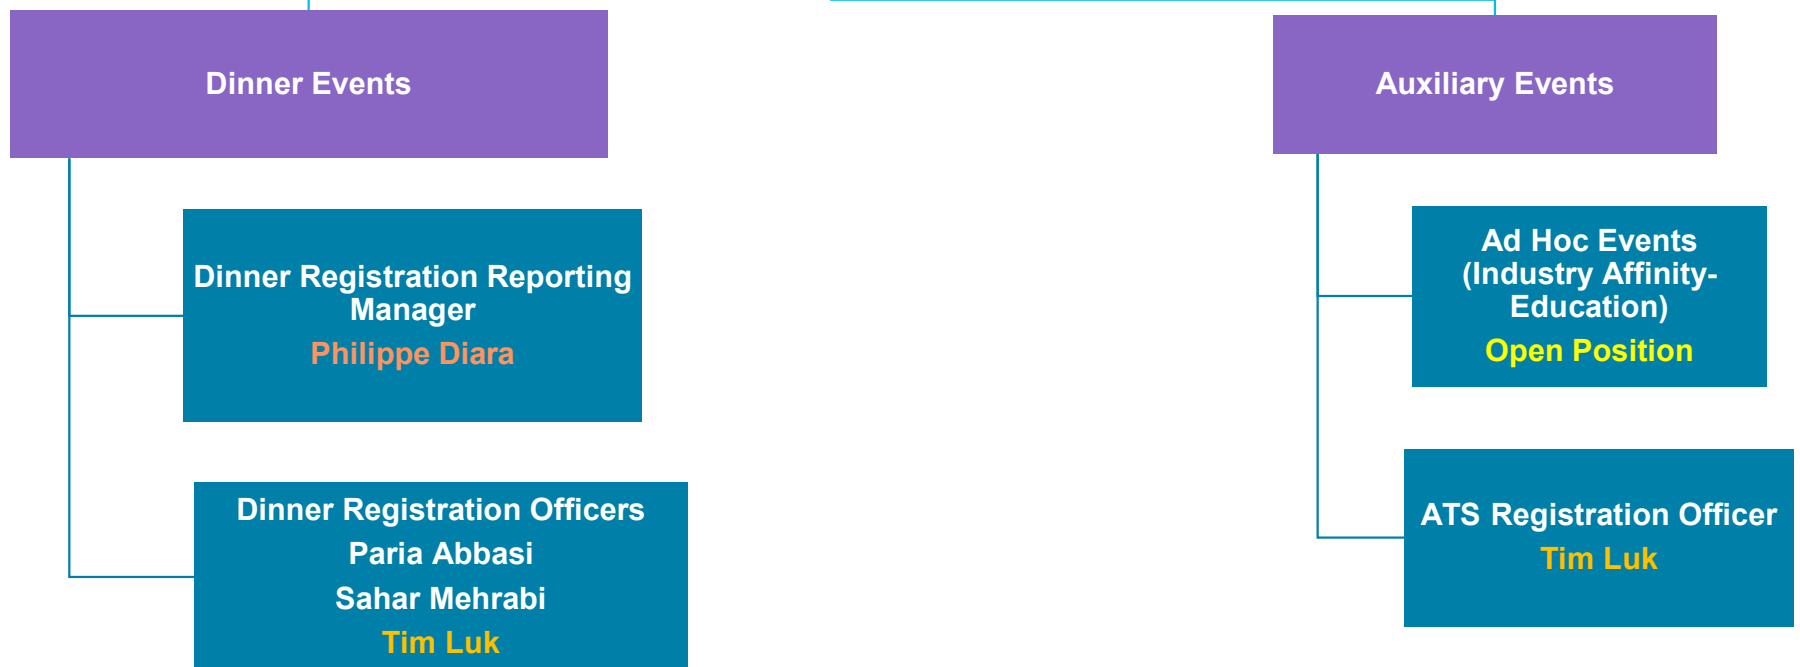 Dinner Events
Dinner Registration Reporting
Manager
Philippe Diara
Dinner Registration Officers
Paria Abbasi
Sahar Mehrabi
Tim Luk
Auxiliary Events
Ad Hoc Events
(Industry Affinity-
Education)
Open Position
ATS Registration Officer
Tim Luk